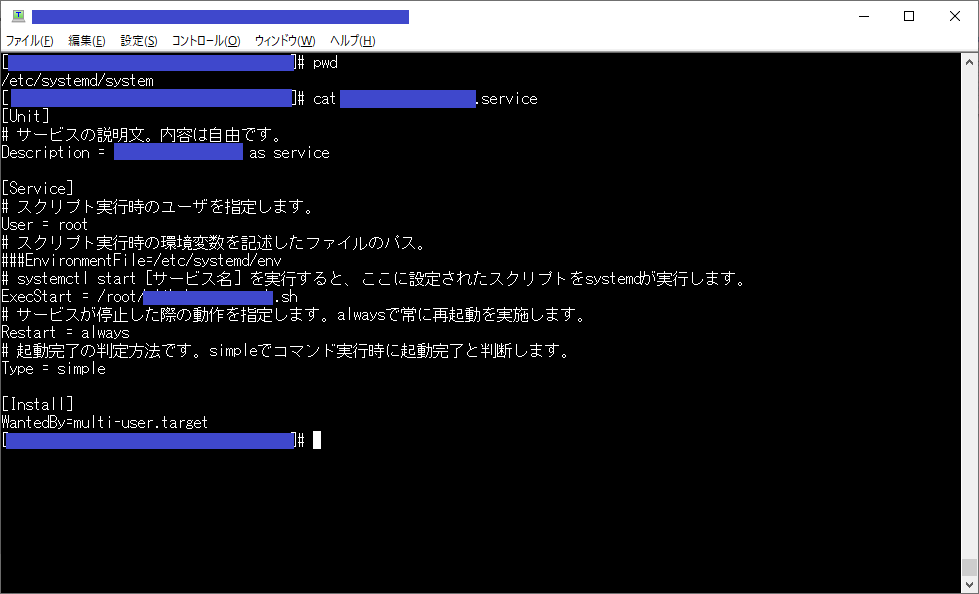 ファイル(F) 編集(E) 設定(S) コントロール(O) ウィンドウ(W) ヘルプ(H)
[ ]# pwd
/etc/systemd/system
[ ]# cat .service
[Unit]
# サービスの説明文。内容は自由です。
Description = as service
[Service]
# スクリプト実行時のユーザを指定します。
User = root
# スクリプト実行時の環境変数を記述したファイルのパス。
###EnvironmentFile=/etc/systemd/env
# systemctl start [サービス名] を実行すると、ここに設定されたスクリプトをsystemdが実行します。
ExecStart = /root/ .sh
# サービスが停止した際の動作を指定します。alwaysで常に再起動を実施します。
Restart = always
# 起動完了の判定方法です。simpleでコマンド実行時に起動完了と判断します。
Type = simple
[Install]
WantedBy=multi-user.target
[ ]#